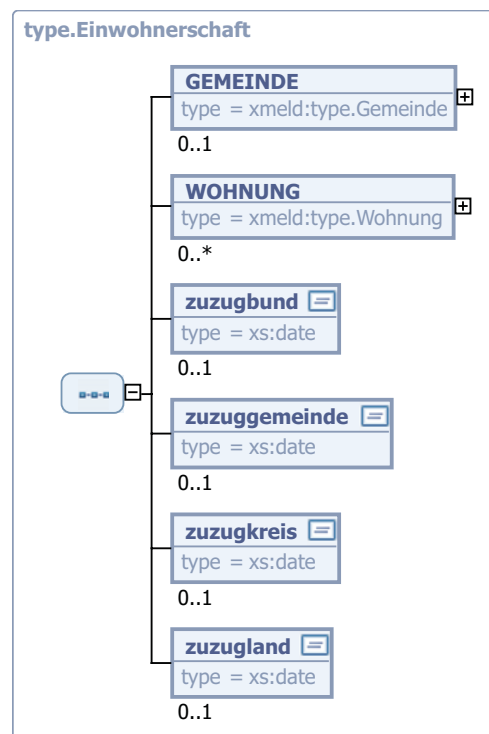 type.Einwohnerschaft
GEMEINDE
type = xmeld:type.Gemeinde
0..1
WOHNUNG
type = xmeld:type.Wohnung
0..*
zuzugbund
type = xs:date
0..1
zuzuggemeinde
type = xs:date
0..1
zuzugkreis
type = xs:date
0..1
zuzugland
type = xs:date
0..1